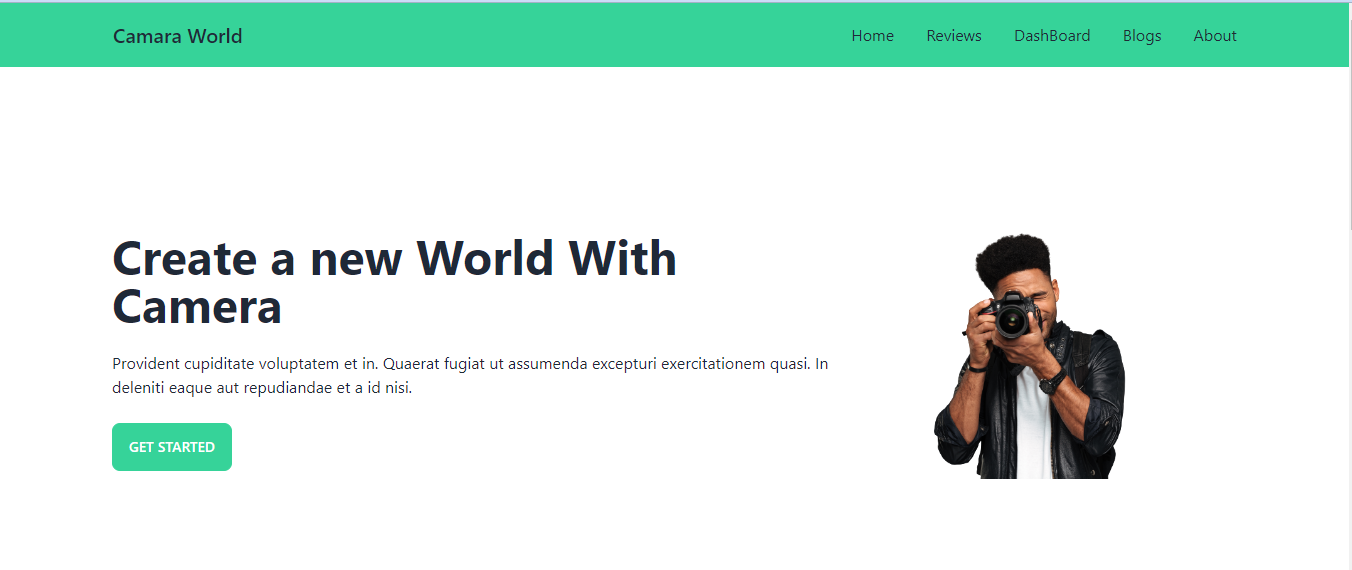 Camara World
Home Reviews DashBoard Blogs About
Create a new World With
Camera
Provident cupiditate voluptatem et in. Quaerat fugiat ut assumenda excepturi exercitationem quasi. In
deleniti eaque aut repudiandae et a id nisi.
GET STARTED